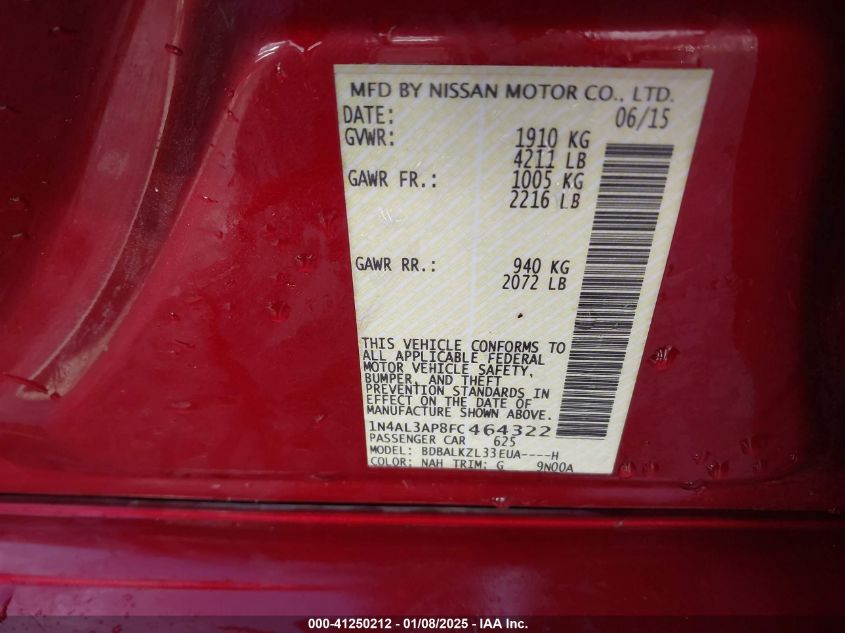 MFD BY NISSAN MOTOR CO., LTD.
DATE: 06/15
GVWR: 1910 KG
4211 LB
GAWR FR.: 1005 KG
2216 LB
GAWR RR.: 940 KG
2072 LB
THIS VEHICLE CONFORMS TO
ALL APPLICABLE FEDERAL
MOTOR VEHICLE SAFETY,
BUMPER, AND THEFT
PREVENTION STANDARDS IN
EFFECT ON THE DATE OF
MANUFACTURE SHOWN ABOVE.
1N4AL3AP8FC464322
PASSENGER CAR 625
MODEL: BDBALKZL33EUA----H
COLOR: NAH TRIM: G 9N00A
000-41250212 - 01/08/2025 - IAA Inc.